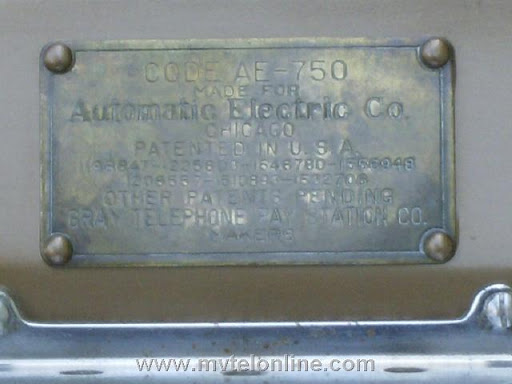 CODE AE-750
MADE FOR
Automatic Electric Co.
CHICAGO
PATENTED IN U.S.A.
OTHER PATENTS PENDING
GRAY TELEPHONE PAY STATION CO.
MAKERS
www.mytelonline.com